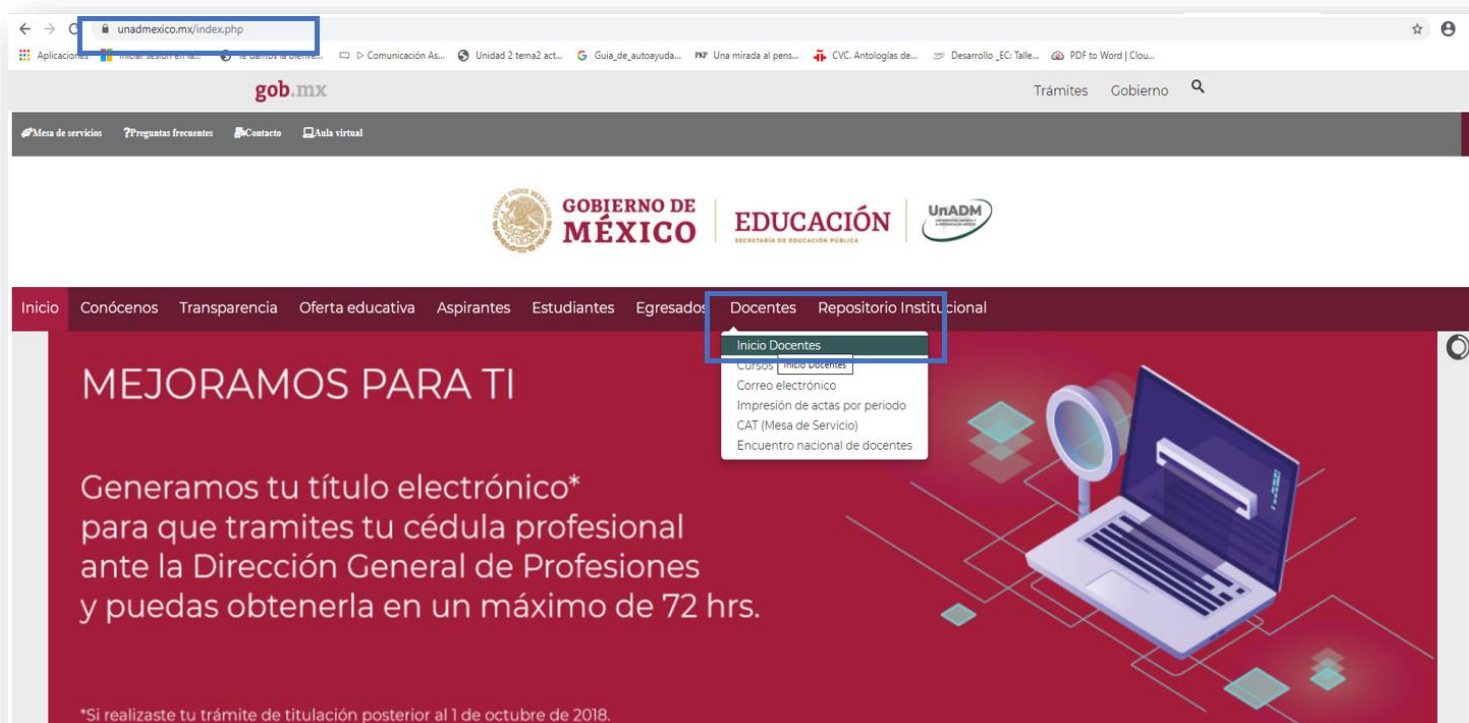 unadmexico.mx/index.php
Aplicaciones
Comunicación As...
Unidad 2 tema2 act...
Guia_de_autoayuda...
Una mirada al pens...
CVC. Antologías de...
Desarrollo _EC: Talle...
PDF to Word | Clou...
gob.mx
Trámites
Gobierno
Mesa de servicios
?Preguntas frecuentes
Contacto
Aula virtual
GOBIERNO DE
MÉXICO
EDUCACIÓN
SECRETARÍA DE EDUCACIÓN PÚBLICA
UnADM
Inicio
Conócenos
Transparencia
Oferta educativa
Aspirantes
Estudiantes
Egresados
Docentes
Repositorio Institucional
Inicio Docentes
Cursos
Inicio Docentes
Correo electrónico
Impresión de actas por periodo
CAT (Mesa de Servicio)
Encuentro nacional de docentes
MEJORAMOS PARA TI
Generamos tu título electrónico*
para que tramites tu cédula profesional
ante la Dirección General de Profesiones
y puedas obtenerla en un máximo de 72 hrs.
*Si realizaste tu trámite de titulación posterior al 1 de octubre de 2018.